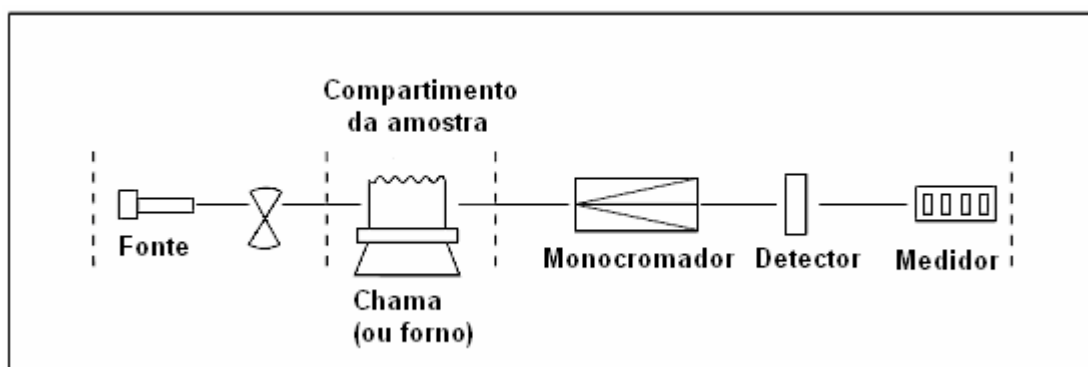 Compartimento
da amostra
Fonte
Chama
(ou forno)
Monocromador
Detector
Medidor